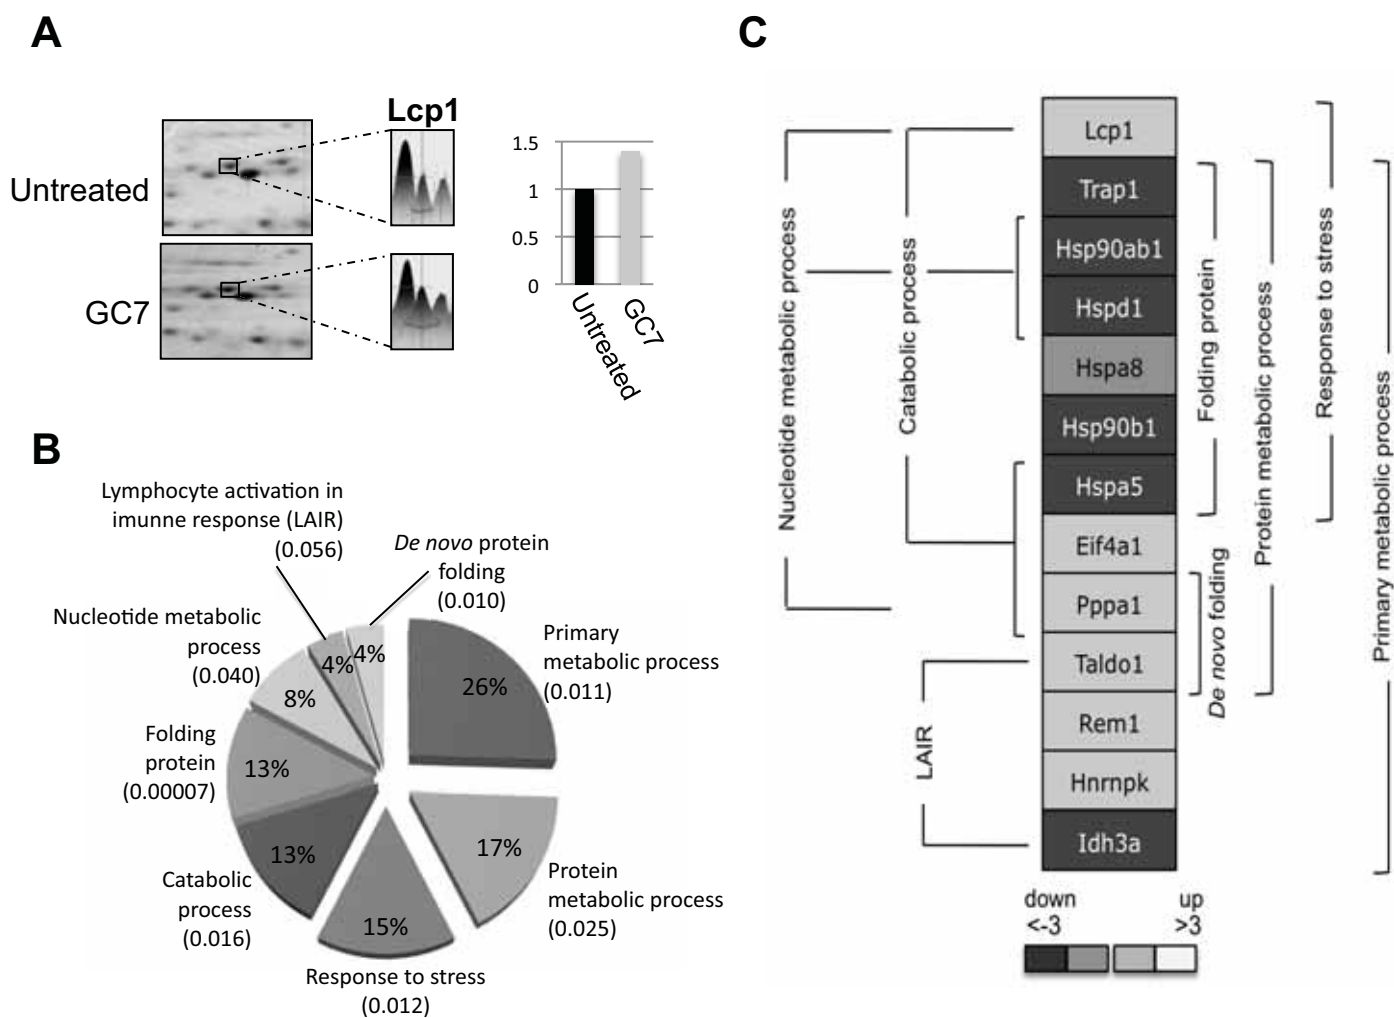 A
Lcp1
Untreated
GC7
1.5
1
0.5
0
Untreated
GC7
B
Lymphocyte activation in
imunne response (LAIR)
(0.056)
De novo protein
folding
(0.010)
Nucleotide metabolic
process
(0.040)
Primary
metabolic process
(0.011)
Folding
protein
(0.00007)
Catabolic
process
(0.016)
Response to stress
(0.012)
Protein
metabolic process
(0.025)
26%
17%
15%
13%
13%
8%
4%
4%
C
Nucleotide metabolic process
Catabolic process
LAIR
Lcp1
Trap1
Hsp90ab1
Hspd1
Hspa8
Hsp90b1
Hspa5
Eif4a1
Pppa1
Taldo1
Rem1
Hnrnpk
Idh3a
Folding protein
De novo folding
Protein metabolic process
Response to stress
Primary metabolic process
down
<-3
up
>3